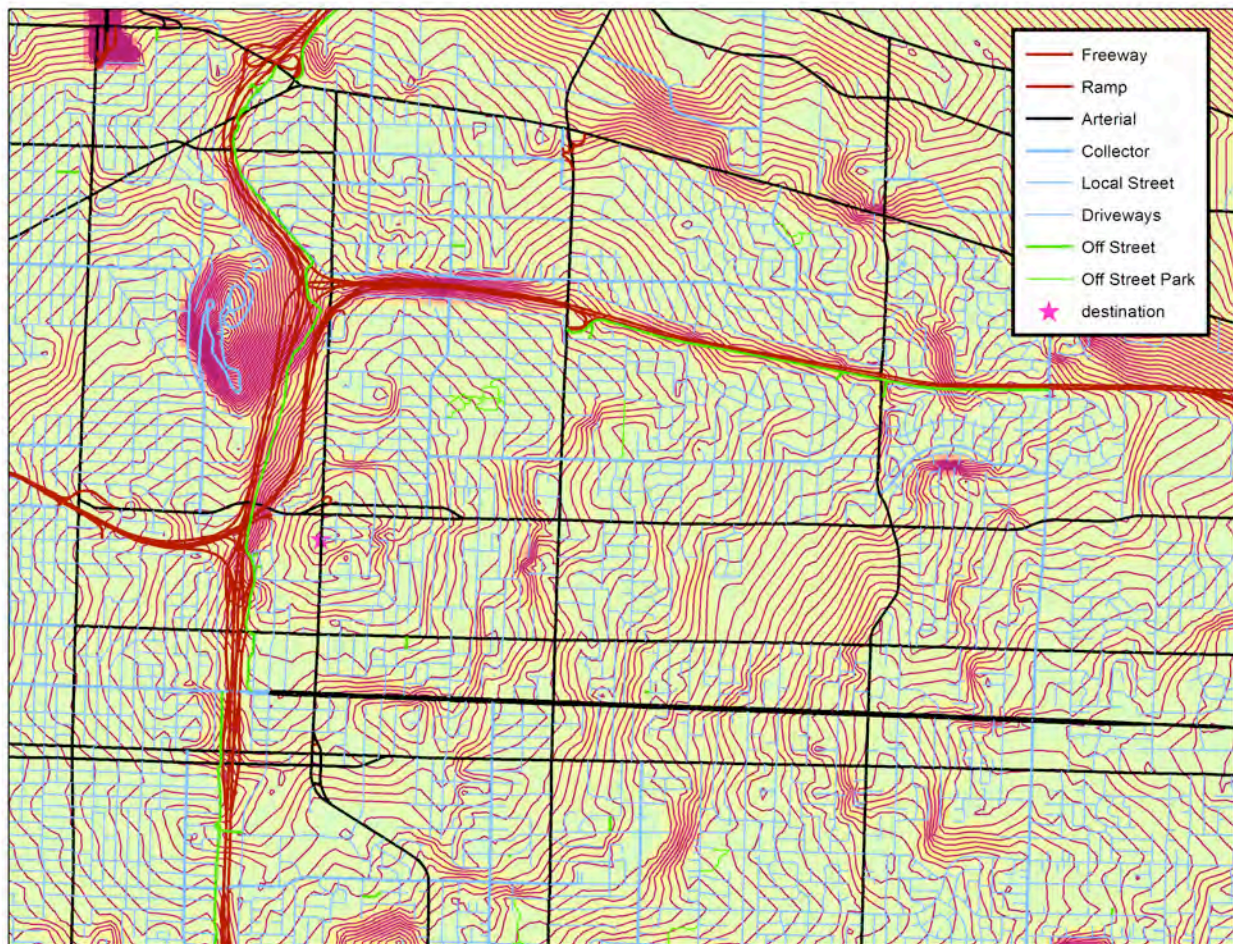 Freeway
Ramp
Arterial
Collector
Local Street
Driveways
Off Street
Off Street Park
destination